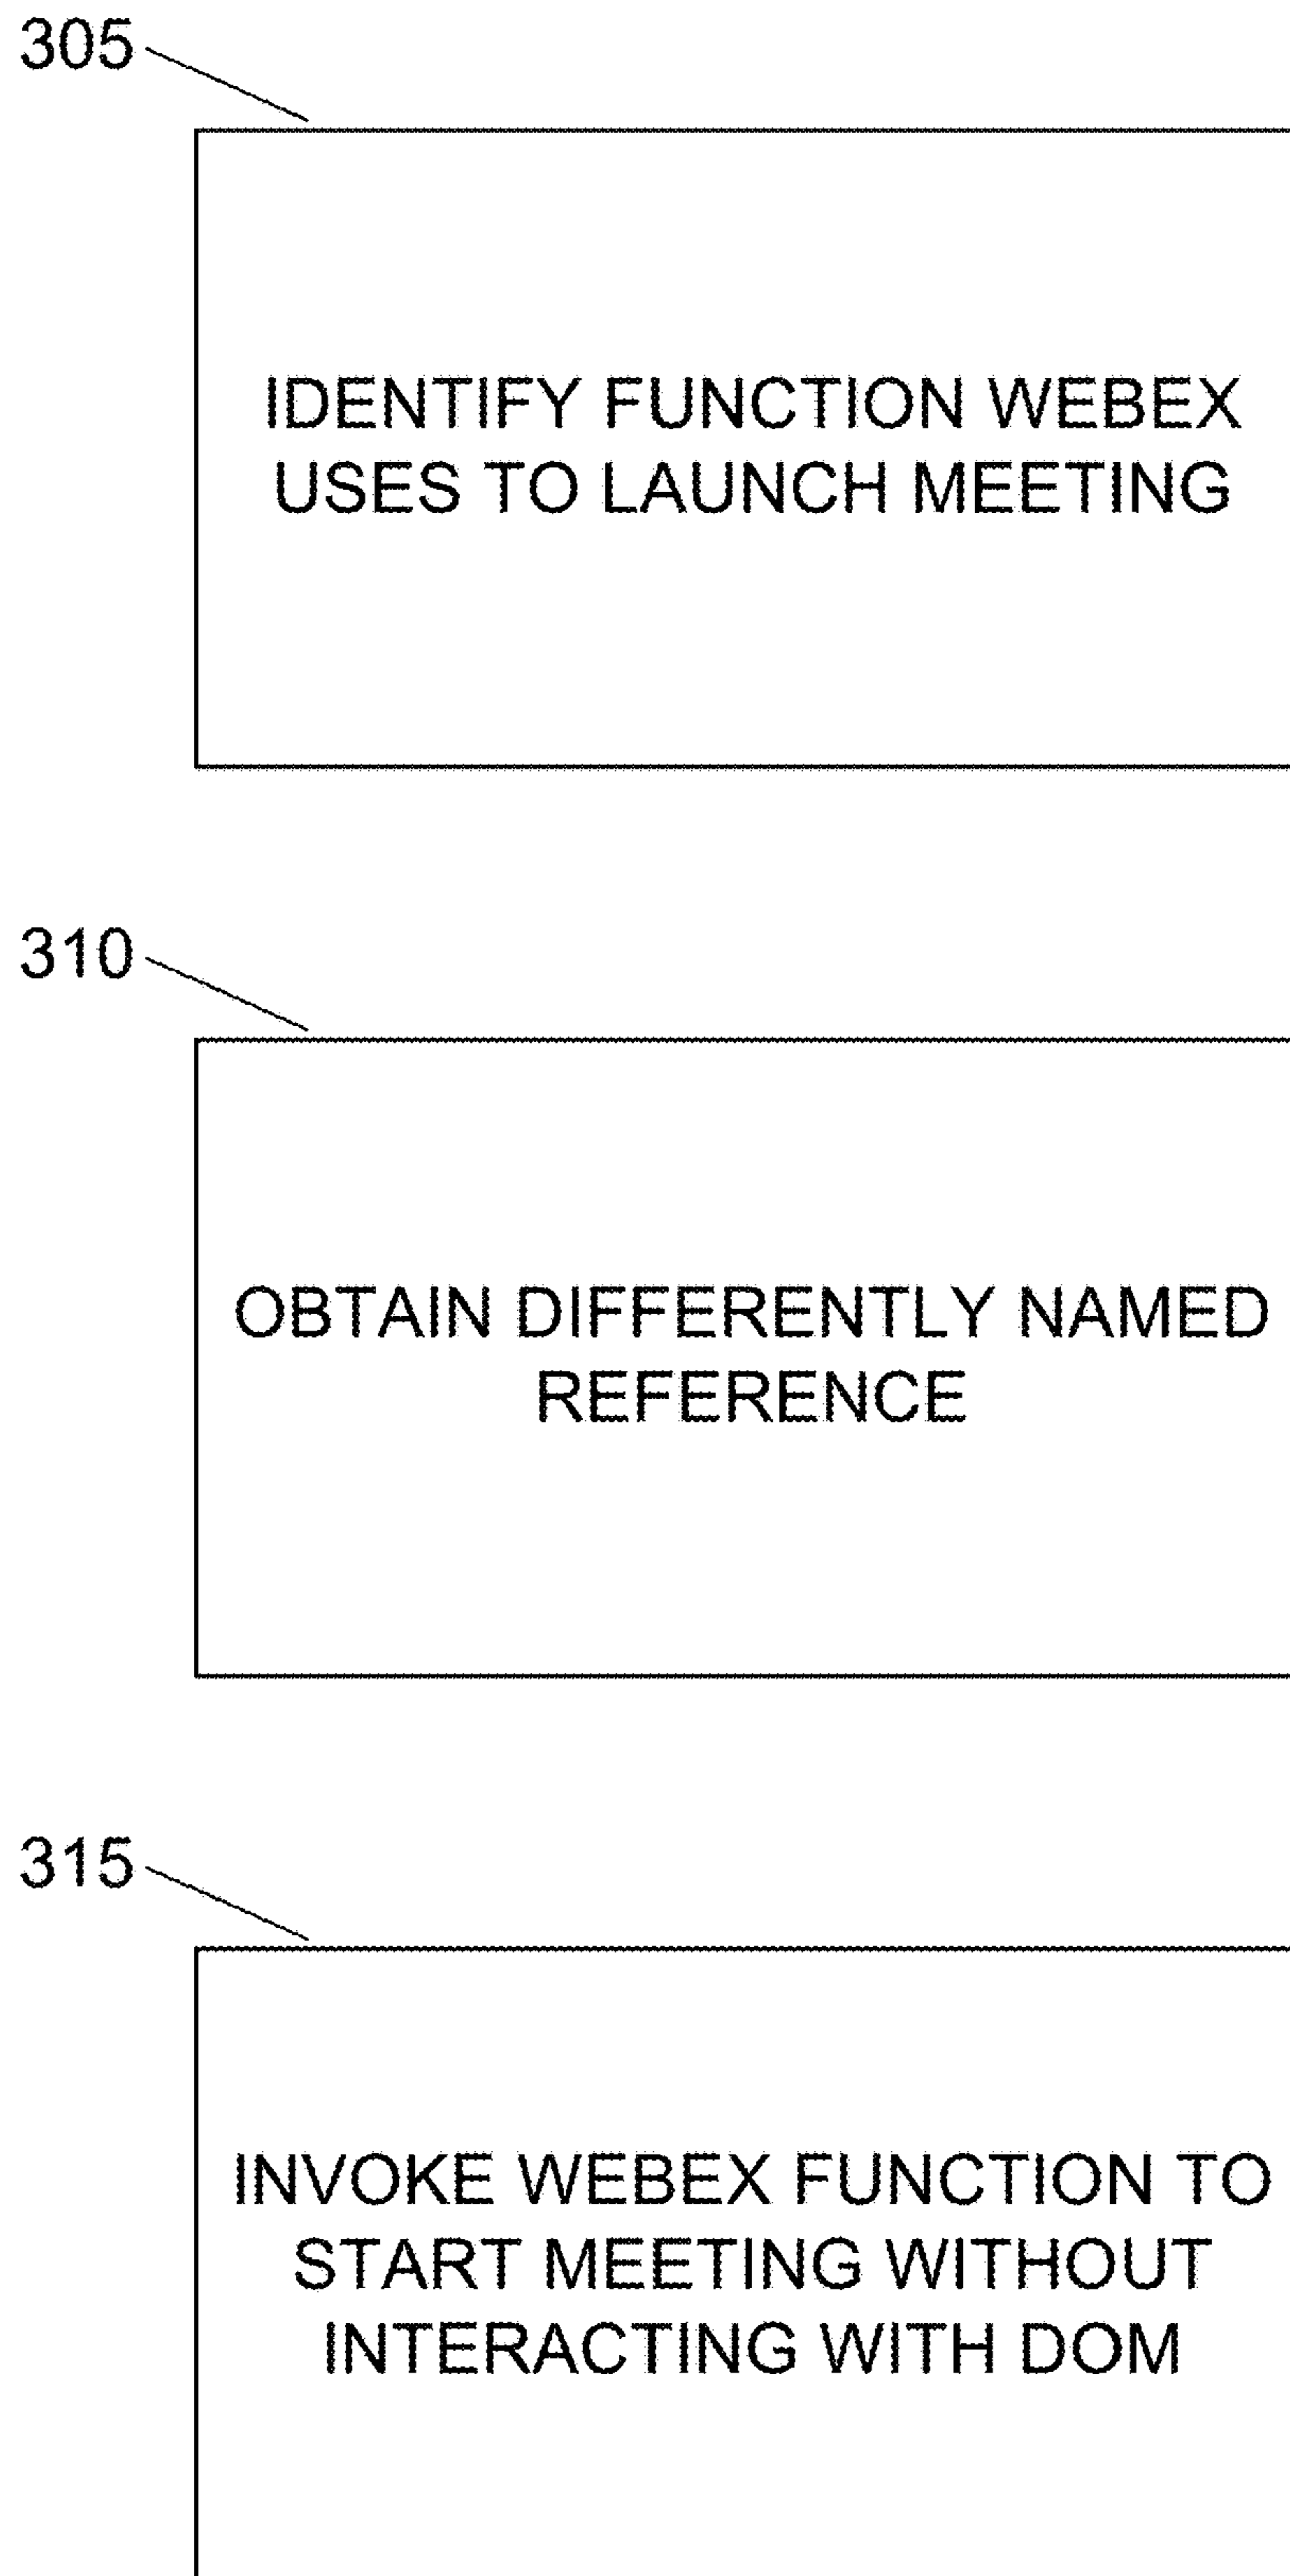 305
IDENTIFY FUNCTION WEBEX
USES TO LAUNCH MEETING
310
OBTAIN DIFFERENTLY NAMED
REFERENCE
315
INVOKE WEBEX FUNCTION TO
START MEETING WITHOUT
INTERACTING WITH DOM